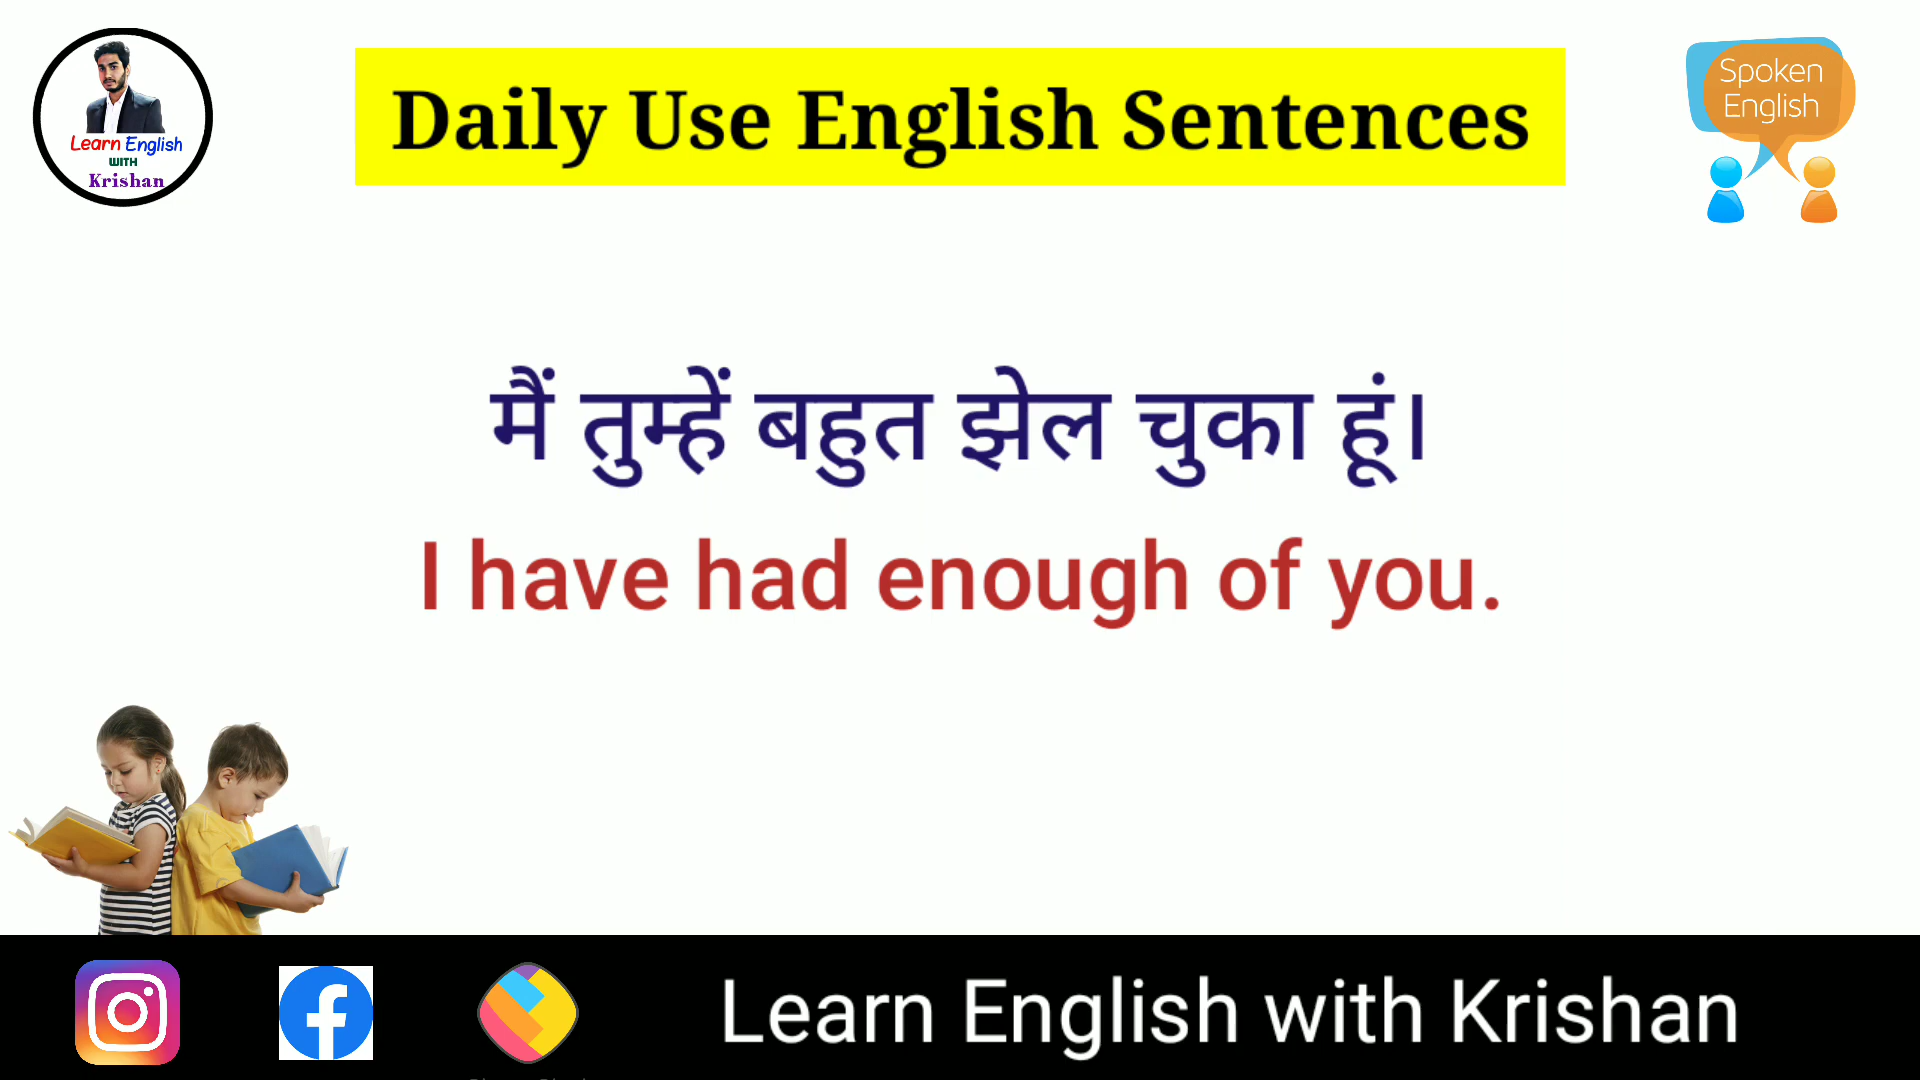 Learn English
WITH
Krishan
Daily Use English Sentences
Spoken
English
मैं तुम्हें बहुत झेल चुका हूं।
I have had enough of you.
Learn English with Krishan